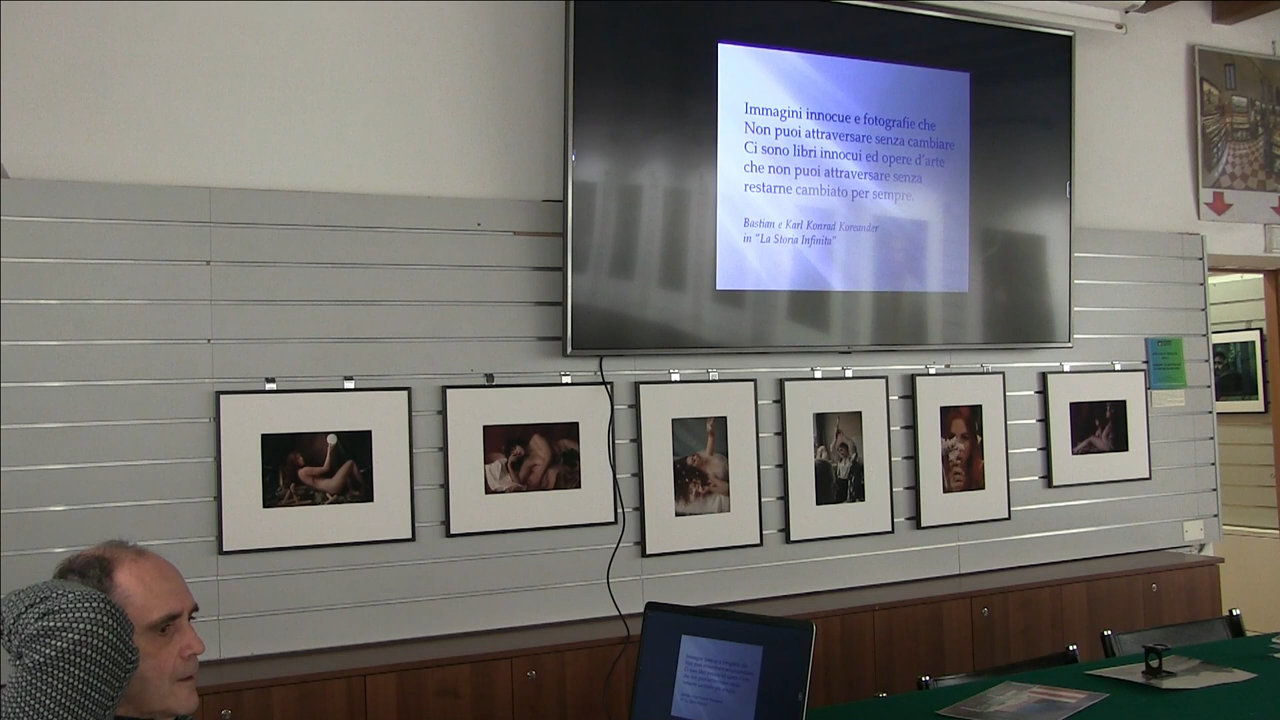 Immagini innocue e fotografie che
Non puoi attraversare senza cambiare
Ci sono libri innocui ed opere d'arte
che non puoi attraversare senza
restarne cambiato per sempre.
Bastian e Karl Konrad Koreander
in "La Storia Infinita"